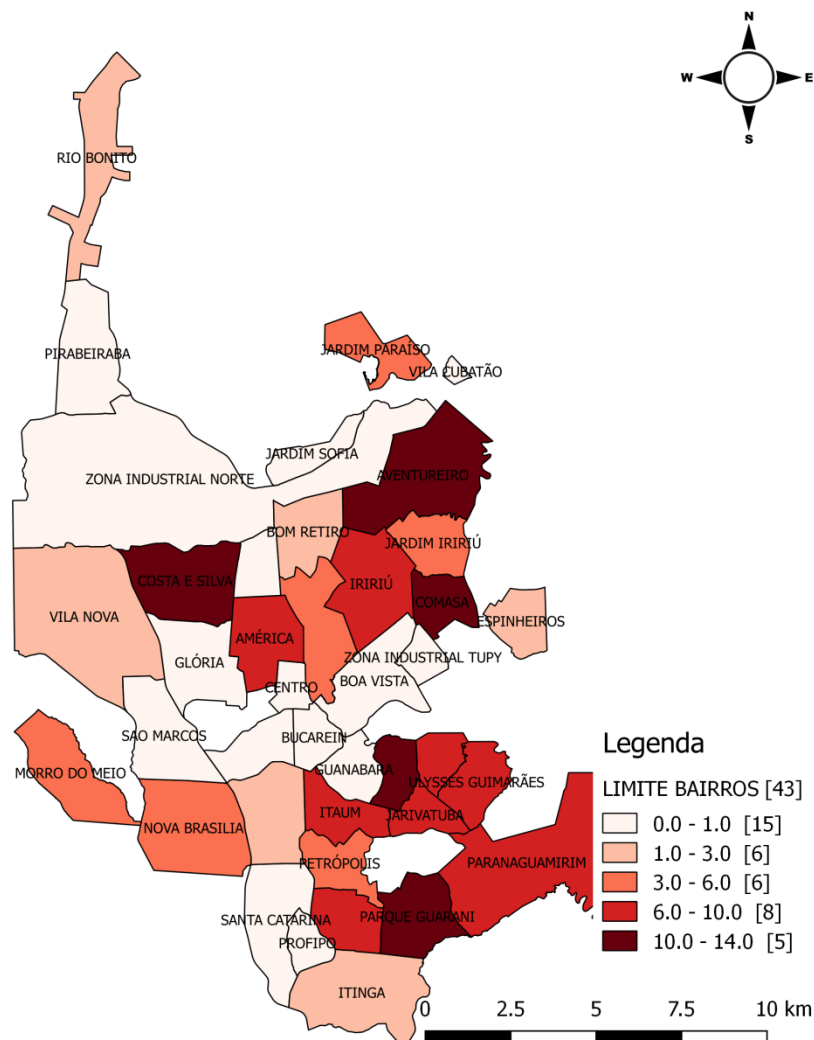 N
W E
S
RIO BONITO
PIRABEIRABA
JARDIM PARAÍSO
VILA CUBATÃO
JARDIM SOFIA
ZONA INDUSTRIAL NORTE
AVENTUREIRO
BOM RETIRO
JARDIM IRIRIÚ
COSTA E SILVA
IRIRIÚ
COMASA
VILA NOVA
ESPINHEIROS
AMÉRICA
GLÓRIA
ZONA INDUSTRIAL TUPY
CENTRO
BOA VISTA
SAO MARCOS
BUCAREIN
GUANABARA
MORRO DO MEIO
ULYSSES GUIMARÃES
NOVA BRASILIA
ITAUM
JARIVATUBA
PETRÓPOLIS
PARANAGUAMIRIM
SANTA CATARINA
PARQUE GUARANI
PROFIPO
ITINGA
Legenda
LIMITE BAIRROS [43]
0.0 - 1.0 [15]
1.0 - 3.0 [6]
3.0 - 6.0 [6]
6.0 - 10.0 [8]
10.0 - 14.0 [5]
0 2.5 5 7.5 10 km